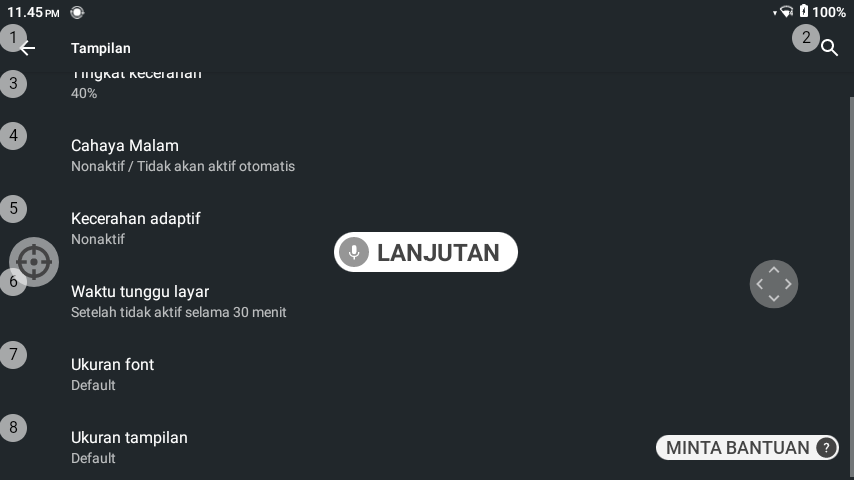 11.45 PM
100%
1
Tampilan
2
3
Tingkat kecerahan
40%
4
Cahaya Malam
Nonaktif / Tidak akan aktif otomatis
5
Kecerahan adaptif
Nonaktif
LANJUTAN
6
Waktu tunggu layar
Setelah tidak aktif selama 30 menit
7
Ukuran font
Default
8
Ukuran tampilan
Default
MINTA BANTUAN ?